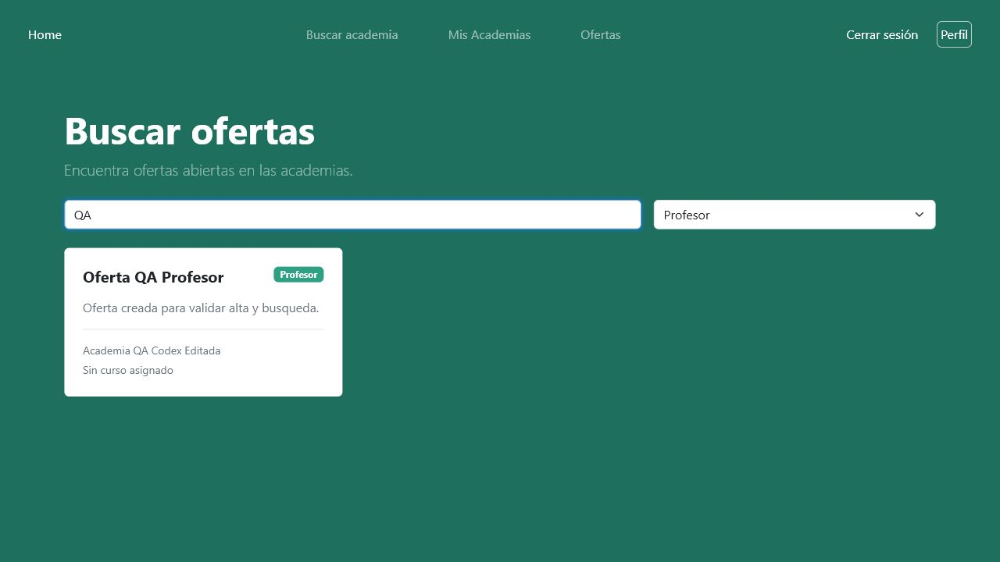 Home
Buscar academia
Mis Academias
Ofertas
Cerrar sesión
Perfil
Buscar ofertas
Encuentra ofertas abiertas en las academias.
QA
Profesor
Oferta QA Profesor
Profesor
Oferta creada para validar alta y busqueda.
Academia QA Codex Editada
Sin curso asignado